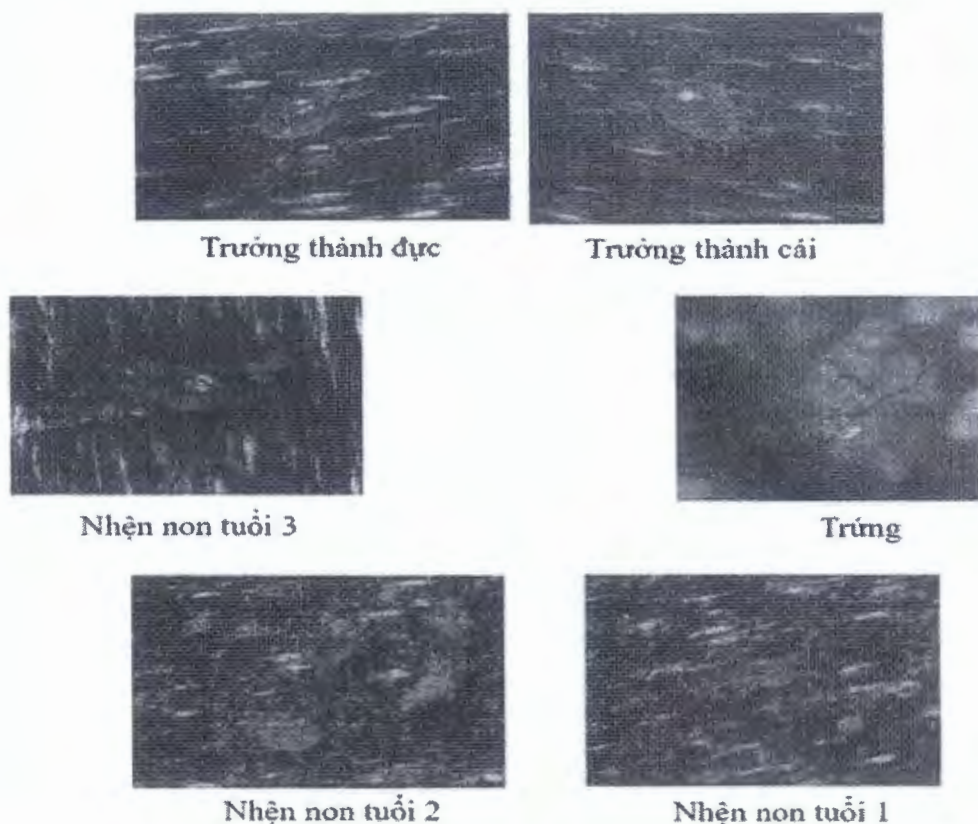 Trưởng thành đực
Trưởng thành cái
Nhện non tuổi 3
Trứng
Nhện non tuổi 2
Nhện non tuổi 1